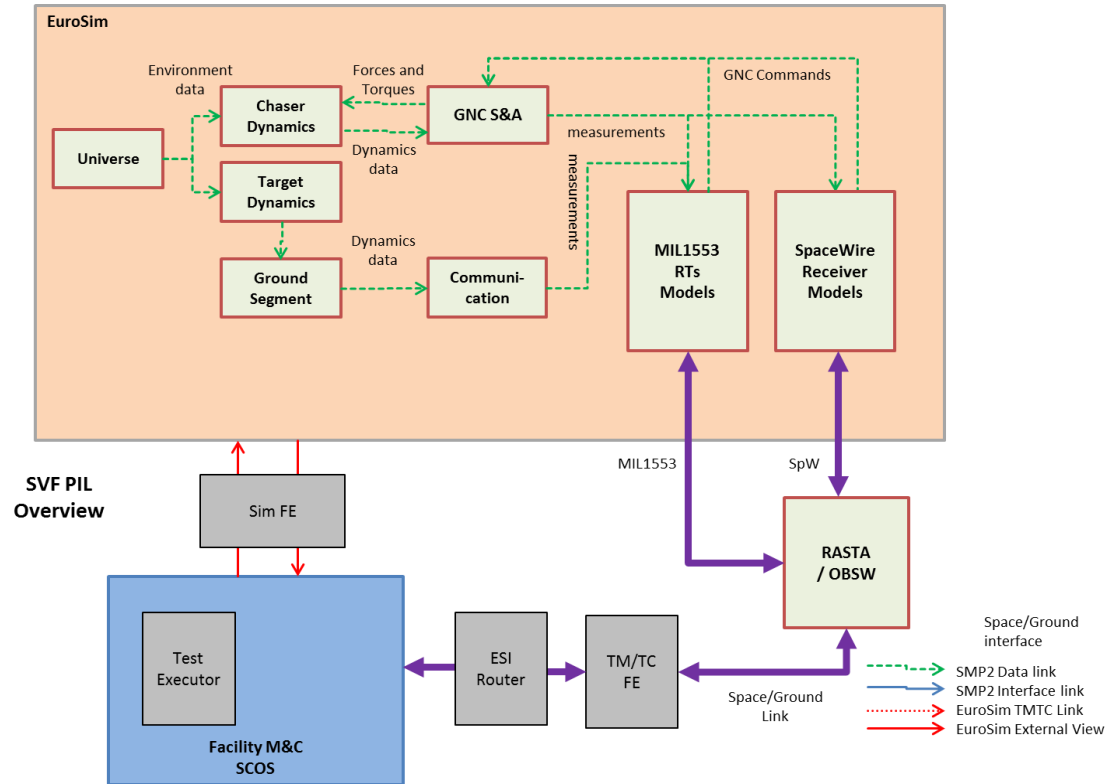 EuroSim
Environment
data
Forces and
Torques
GNC Commands
Chaser
Dynamics
GNC S&A
measurements
Universe
Dynamics
data
measurements
Target
Dynamics
Dynamics
data
MIL1553
RTs
Models
SpaceWire
Receiver
Models
Ground
Segment
Communi-
cation
MIL1553
SpW
SVF PIL
Overview
Sim FE
RASTA
/ OBSW
Test
Executor
ESI
Router
TM/TC
FE
Space/Ground
interface
SMP2 Data link
SMP2 Interface link
EuroSim TMTC Link
EuroSim External View
Space/Ground
Link
Facility M&C
SCOS